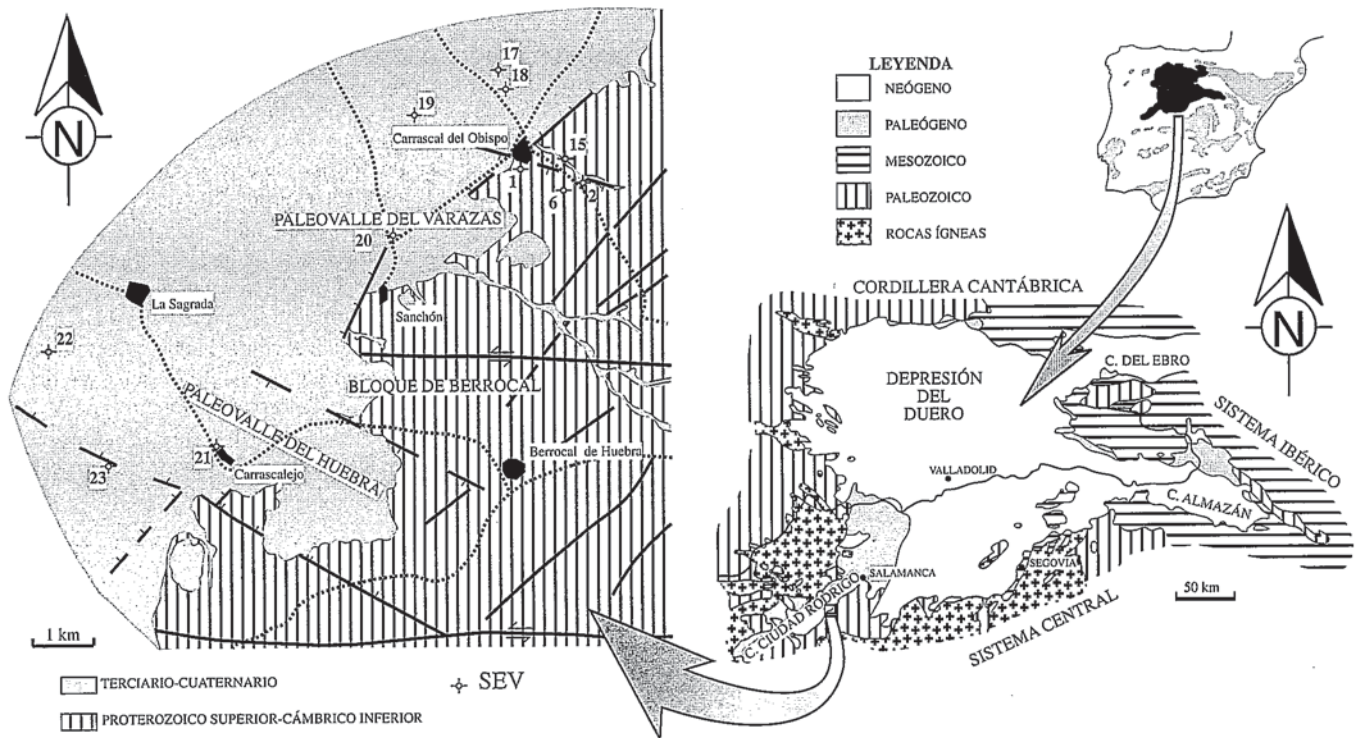 N
17
18
19
Carrascal del Obispo
15
1
6
2
PALEOVALLE DEL VARAZAS
20
La Sagrada
Sanchón
22
BLOQUE DE BERROCAL
PALEOVALLE DEL HUEBRA
21
Carrascalejo
Berrocal de Huebra
23
1 km
TERCIARIO-CUATERNARIO
SEV
PROTEROZOICO SUPERIOR-CÁMBRICO INFERIOR
LEYENDA
NEÓGENO
PALEÓGENO
MESOZOICO
PALEOZOICO
ROCAS ÍGNEAS
N
CORDILLERA CANTÁBRICA
C. DEL EBRO
DEPRESIÓN
DEL
DUERO
SISTEMA IBÉRICO
VALLADOLID
C. ALMAZÁN
SEGOVIA
SALAMANCA
C. CIUDAD RODRIGO
SISTEMA CENTRAL
50 km